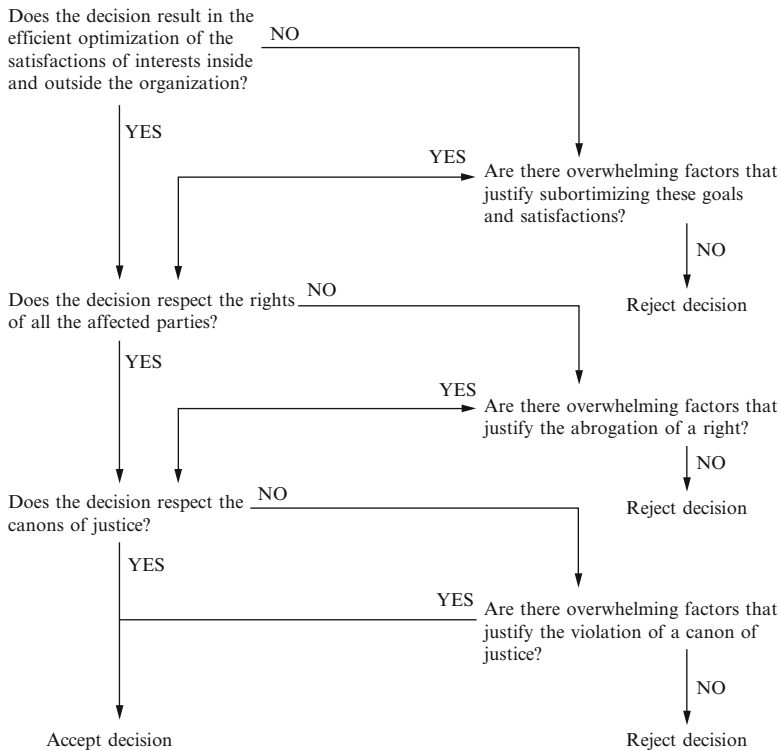 Does the decision result in the
efficient optimization of the
satisfactions of interests inside
and outside the organization?
NO
YES
YES
Are there overwhelming factors that
justify subortimizing these goals
and satisfactions?
NO
Reject decision
Does the decision respect the rights
of all the affected parties?
NO
YES
YES
Are there overwhelming factors that
justify the abrogation of a right?
NO
Reject decision
Does the decision respect the
canons of justice?
NO
YES
YES
Are there overwhelming factors that
justify the violation of a canon of
justice?
NO
Accept decision
Reject decision